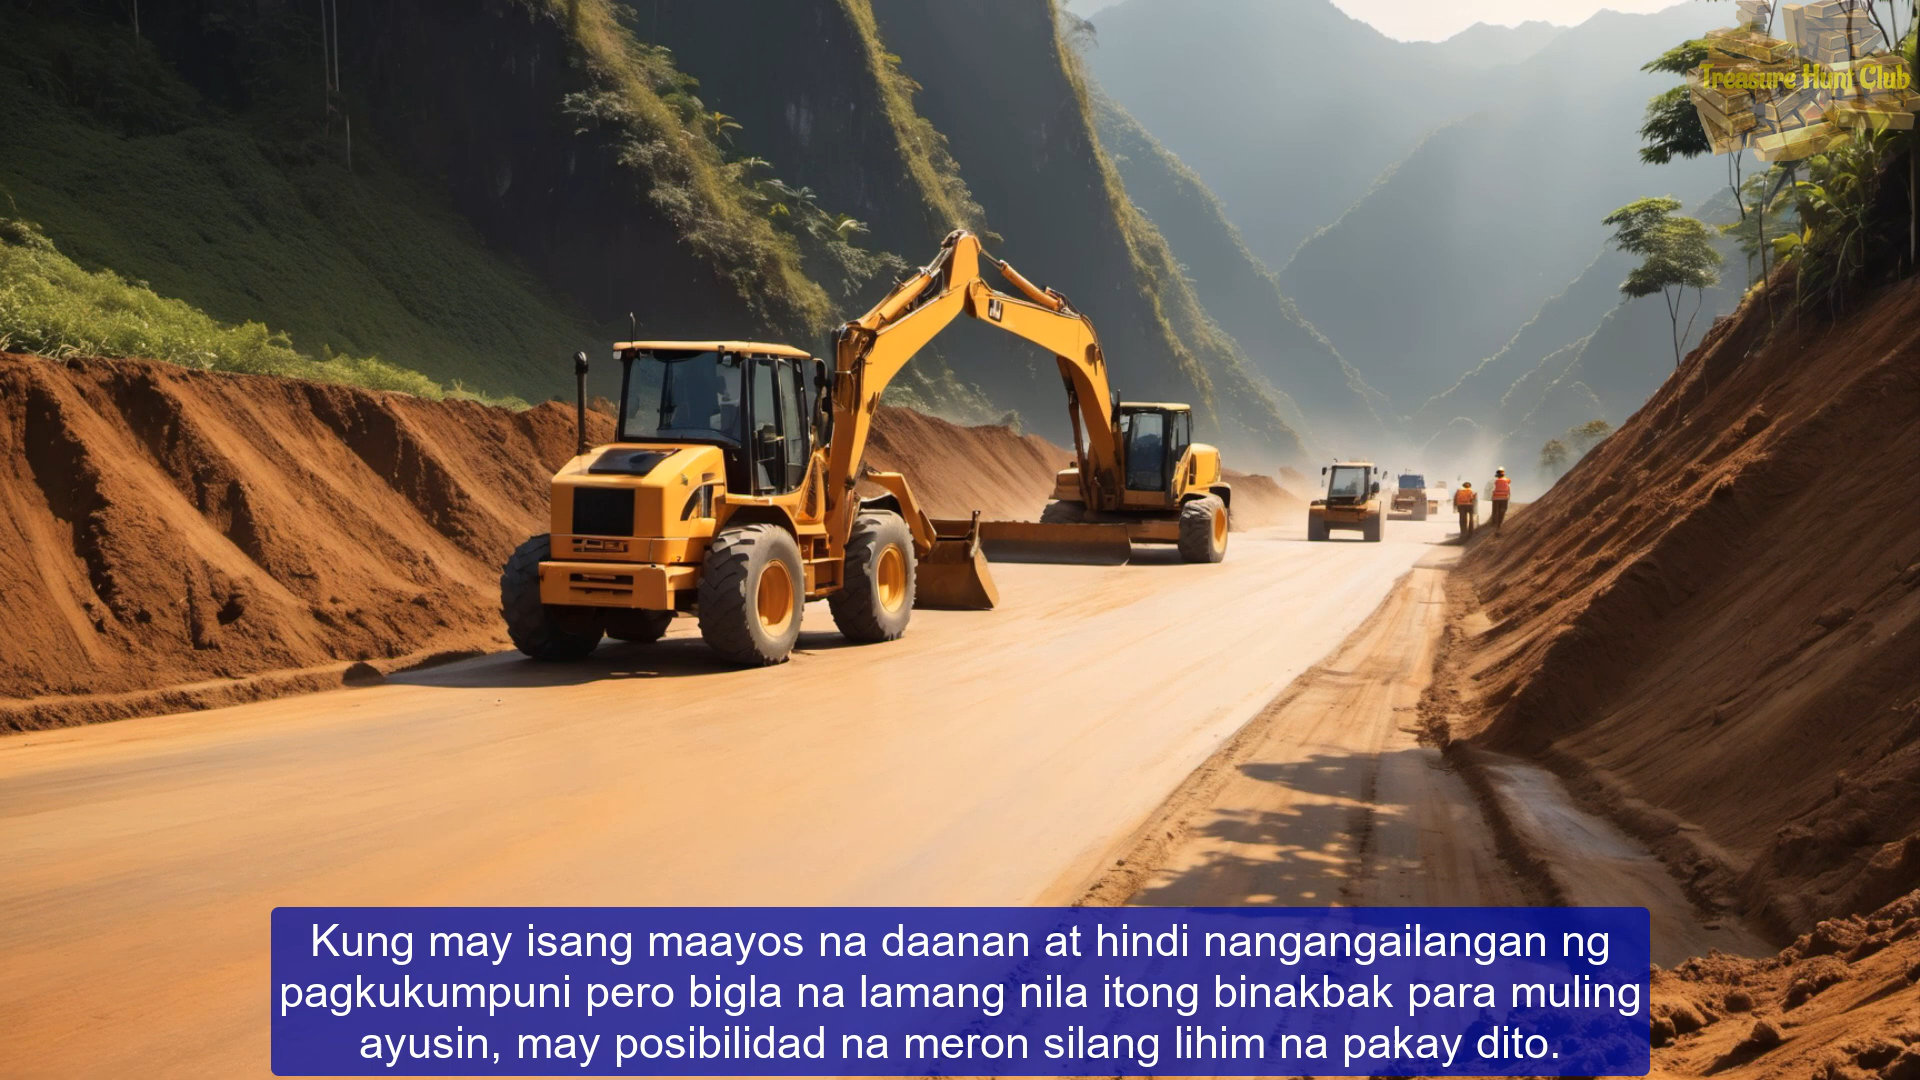 Treasure Hunt Club
Kung may isang maayos na daanan at hindi nangangailangan ng
pagkukumpuni pero bigla na lamang nila itong binakbak para muling
ayusin, may posibilidad na meron silang lihim na pakay dito.